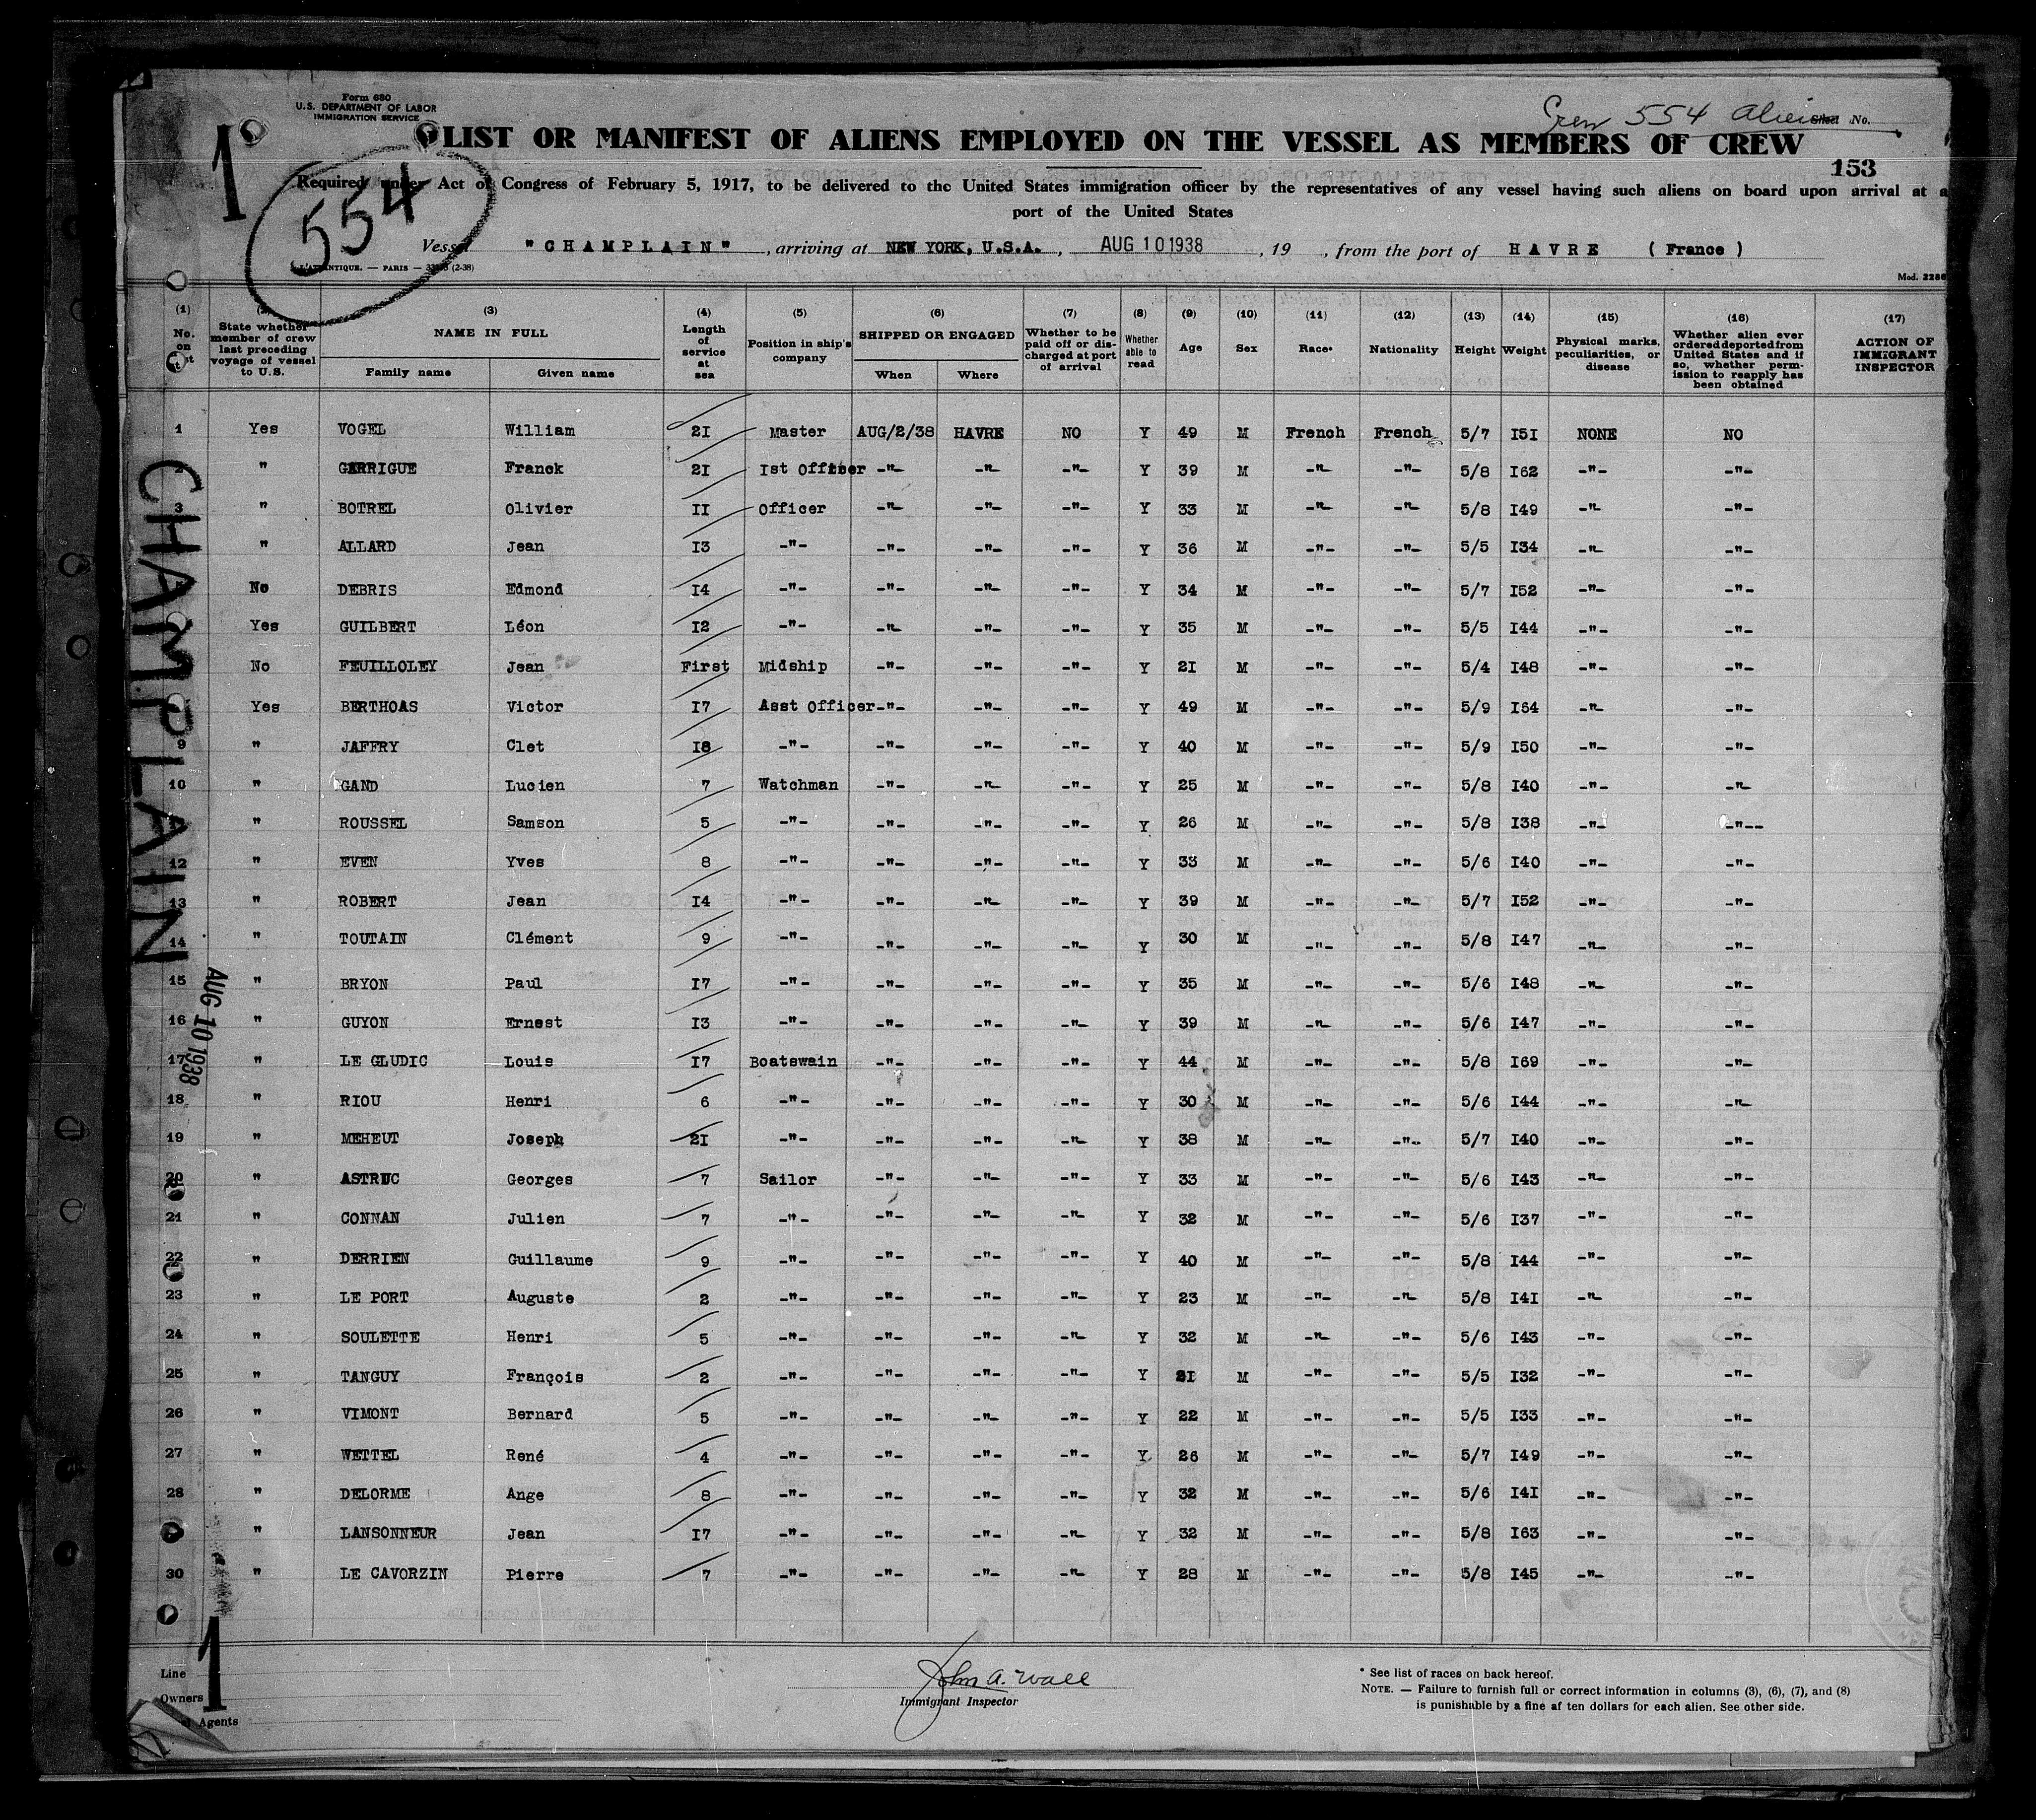 Form 680
U.S. DEPARTMENT OF LABOR
IMMIGRATION SERVICE
Crew 554 Aliens
No.
1
LIST OR MANIFEST OF ALIENS EMPLOYED ON THE VESSEL AS MEMBERS OF CREW
153
554
Required under Act of Congress of February 5, 1917, to be delivered to the United States immigration officer by the representatives of any vessel having such aliens on board upon arrival at a
port of the United States
Vessel "CHAMPLAIN", arriving at NEW YORK, U.S.A., AUG 10 1938, 19 , from the port of HAVRE (France)
L'ATLANTIQUE. — PARIS — (2-38)
Mod. 2286
(1) (2) (3) (4) (5) (6) (7) (8) (9) (10) (11) (12) (13) (14) (15) (16) (17)
No. on list | State whether member of crew last preceding voyage of vessel to U.S. | NAME IN FULL Family name Given name | Length of service at sea | Position in ship's company | SHIPPED OR ENGAGED When Where | Whether to be paid off or discharged at port of arrival | Whether able to read | Age | Sex | Race* | Nationality | Height | Weight | Physical marks, peculiarities, or disease | Whether alien ever ordered deported from United States and if so, whether permission to reapply has been obtained | ACTION OF IMMIGRANT INSPECTOR
1 Yes VOGEL William 21 Master AUG/2/38 HAVRE NO Y 49 M French French 5/7 151 NONE NO
2 " GARRIGUE Franck 21 1st Officer -"- -"- -"- Y 39 M -"- -"- 5/8 162 -"- -"-
3 " BOTREL Olivier 11 Officer -"- -"- -"- Y 33 M -"- -"- 5/8 149 -"- -"-
" ALLARD Jean 13 -"- -"- -"- -"- Y 36 M -"- -"- 5/5 134 -"- -"-
No DEBRIS Edmond 14 -"- -"- -"- -"- Y 34 M -"- -"- 5/7 152 -"- -"-
Yes GUILBERT Léon 12 -"- -"- -"- -"- Y 35 M -"- -"- 5/5 144 -"- -"-
No FEUILLOLEY Jean First Midship -"- -"- -"- Y 21 M -"- -"- 5/4 148 -"- -"-
Yes BERTHOAS Victor 17 Asst Officer -"- -"- -"- Y 49 M -"- -"- 5/9 164 -"- -"-
9 " JAFFRY Clet 18 -"- -"- -"- -"- Y 40 M -"- -"- 5/9 150 -"- -"-
10 " GAND Lucien 7 Watchman -"- -"- -"- Y 25 M -"- -"- 5/8 140 -"- -"-
" ROUSSEL Samson 5 -"- -"- -"- -"- Y 26 M -"- -"- 5/8 138 -"- -"--
12 " EVEN Yves 8 -"- -"- -"- -"- Y 33 M -"- -"- 5/6 140 -"- -"-
13 " ROBERT Jean 14 -"- -"- -"- -"- Y 39 M -"- -"- 5/7 152 -"- -"-
14 " TOUTAIN Clément 9 -"- -"- -"- -"- Y 30 M -"- -"- 5/8 147 -"- -"-
15 " BRYON Paul 17 -"- -"- -"- -"- Y 35 M -"- -"- 5/6 148 -"- -"-
16 " GUYON Ernest 13 -"- -"- -"- -"- Y 39 M -"- -"- 5/6 147 -"- -"-
17 " LE GLUDIC Louis 17 Boatswain -"- -"- -"- Y 44 M -"- -"- 5/8 169 -"- -"-
18 " RIOU Henri 6 -"- -"- -"- -"- Y 30 M -"- -"- 5/6 144 -"- -"-
19 " MEHEUT Joseph 21 -"- -"- -"- -"- Y 38 M -"- -"- 5/7 140 -"- -"-
20 " ASTRUC Georges 7 Sailor -"- -"- -"- Y 33 M -"- -"- 5/6 143 -"- -"-
21 " CONNAN Julien 7 -"- -"- -"- -"- Y 32 M -"- -"- 5/6 137 -"- -"-
22 " DERRIEN Guillaume 9 -"- -"- -"- -"- Y 40 M -"- -"- 5/8 144 -"- -"-
23 " LE PORT Auguste 2 -"- -"- -"- -"- Y 23 M -"- -"- 5/8 141 -"- -"-
24 " SOULETTE Henri 5 -"- -"- -"- -"- Y 32 M -"- -"- 5/6 143 -"- -"-
25 " TANGUY François 2 -"- -"- -"- -"- Y 21 M -"- -"- 5/5 132 -"- -"-
26 " VIMONT Bernard 5 -"- -"- -"- -"- Y 22 M -"- -"- 5/5 133 -"- -"-
27 " WETTEL René 4 -"- -"- -"- -"- Y 26 M -"- -"- 5/7 149 -"- -"-
28 " DELORME Ange 8 -"- -"- -"- -"- Y 32 M -"- -"- 5/6 141 -"- -"-
" LANSONNEUR Jean 17 -"- -"- -"- -"- Y 32 M -"- -"- 5/8 163 -"- -"-
30 " LE CAVORZIN Pierre 7 -"- -"- -"- -"- Y 28 M -"- -"- 5/8 145 -"- -"-
CHAMPLAIN
AUG 10 1938
1
Line
Owners
Agents
John A. Wall
Immigrant Inspector
* See list of races on back hereof.
NOTE. — Failure to furnish full or correct information in columns (3), (6), (7), and (8)
is punishable by a fine af ten dollars for each alien. See other side.